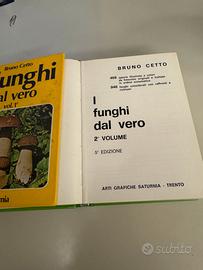 Bruno Cetto
funghi
dal vero
vol. 1°
BRUNO CETTO
I
funghi
dal vero
2° VOLUME
5ª EDIZIONE
ARTI GRAFICHE SATURNIA - TRENTO
subito